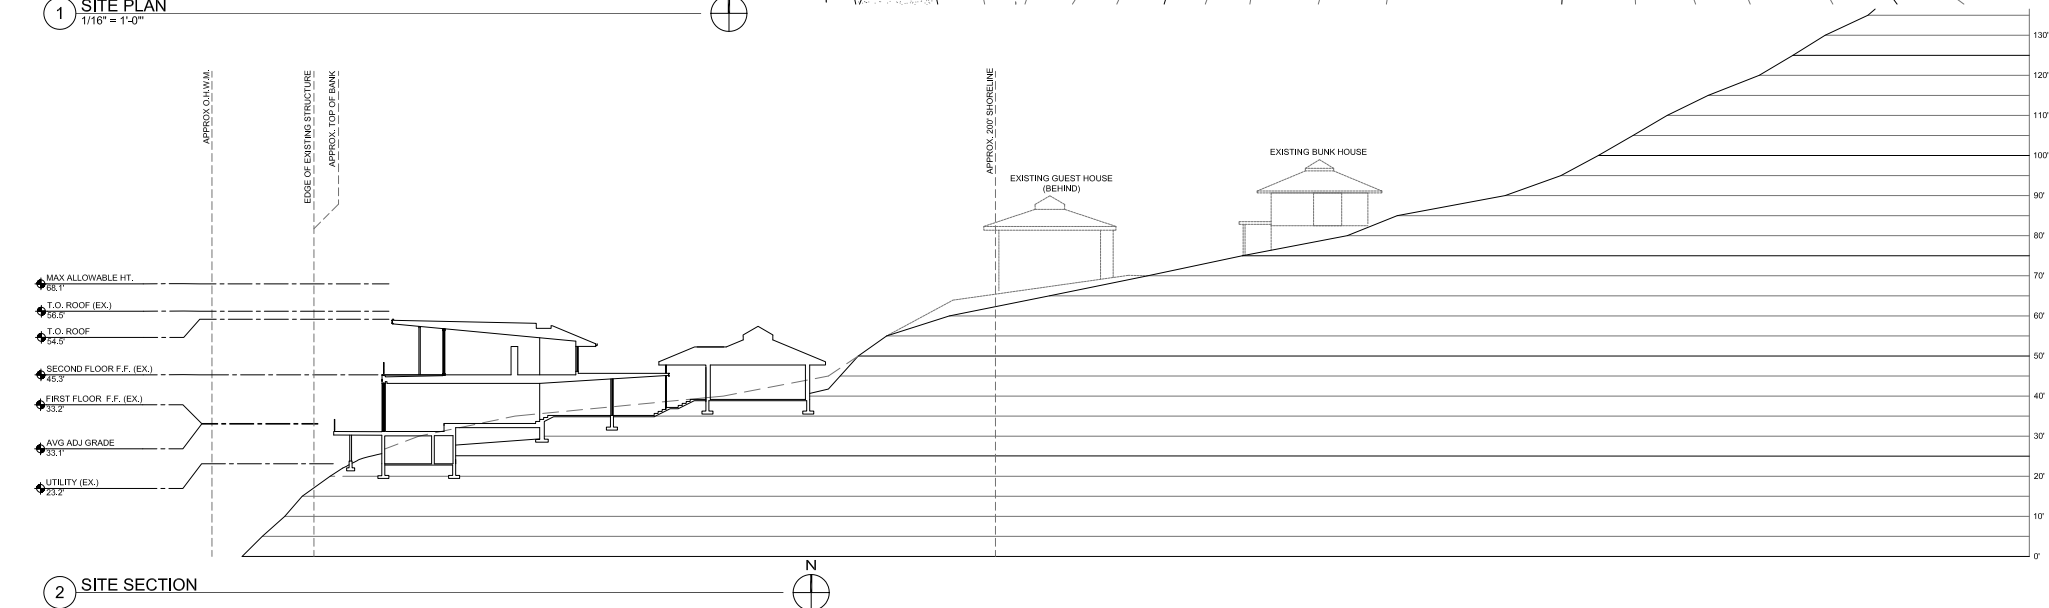 1 SITE PLAN
1/16" = 1'-0"'
APPROX O.H.W.M.
EDGE OF EXISTING STRUCTURE
APPROX. TOP OF BANK
APPROX. 200' SHORELINE
EXISTING GUEST HOUSE
(BEHIND)
EXISTING BUNK HOUSE
MAX ALLOWABLE HT.
68.1'
T.O. ROOF (EX.)
56.5'
T.O. ROOF
54.5'
SECOND FLOOR F.F. (EX.)
45.3'
FIRST FLOOR F.F. (EX.)
33.2'
AVG ADJ GRADE
33.1'
UTILITY (EX.)
23.2'
130'
120'
110'
100'
90'
80'
70'
60'
50'
40'
30'
20'
10'
0'
N
2 SITE SECTION